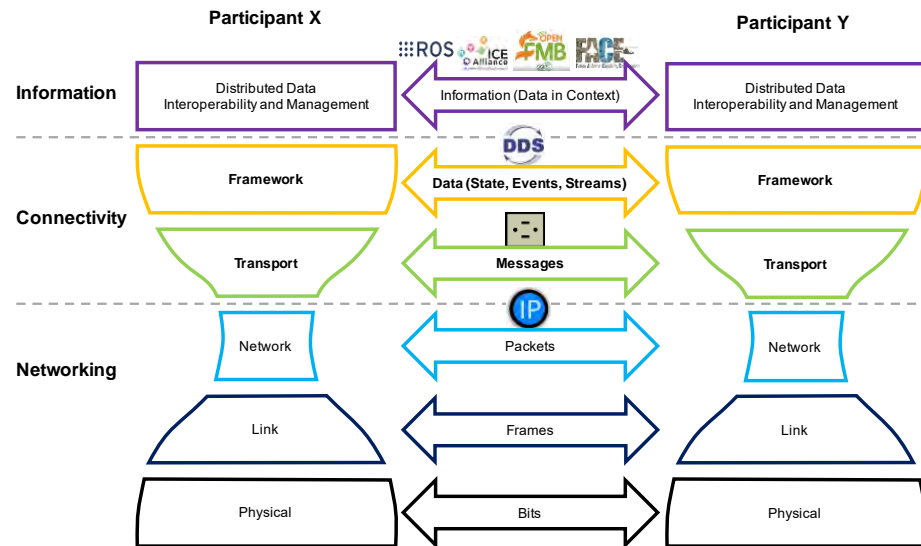 Participant X
Participant Y
ROS
ICE
Alliance
OPEN
FMB
FACE
Information
Distributed Data
Interoperability and Management
Information (Data in Context)
Distributed Data
Interoperability and Management
DDS
Framework
Data (State, Events, Streams)
Framework
Connectivity
Transport
Messages
Transport
IP
Network
Packets
Network
Networking
Link
Frames
Link
Physical
Bits
Physical